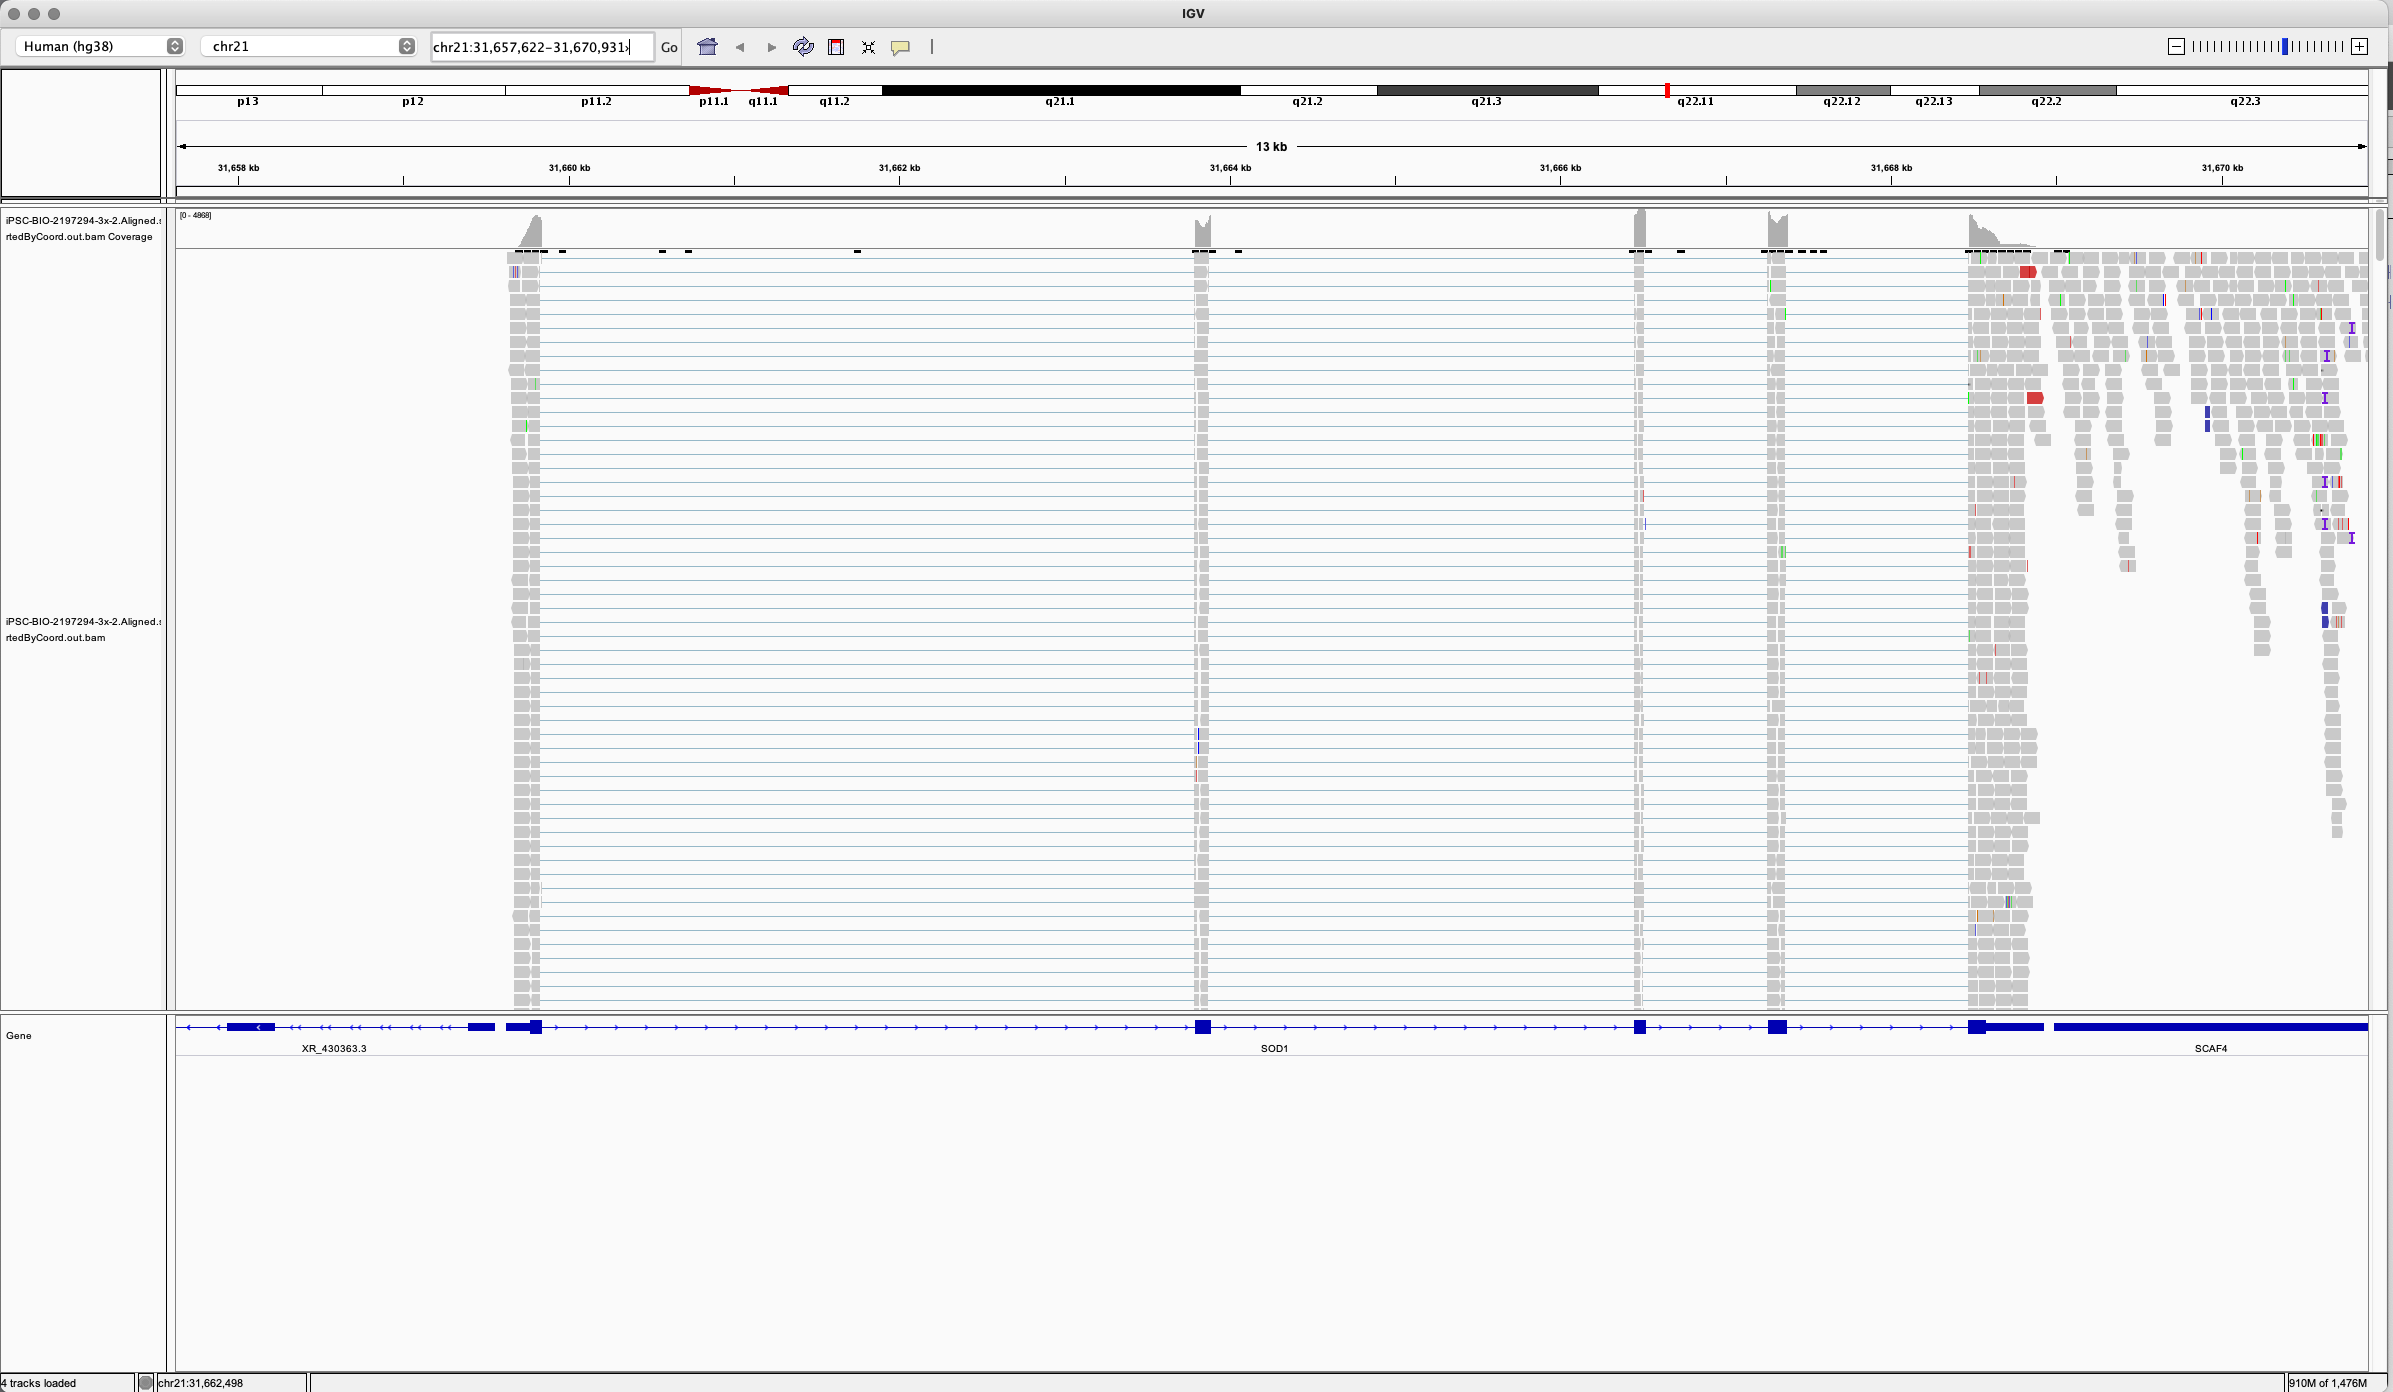 IGV
Human (hg38) chr21 chr21:31,657,622-31,670,931 Go
p13 p12 p11.2 p11.1 q11.1 q11.2 q21.1 q21.2 q21.3 q22.11 q22.12 q22.13 q22.2 q22.3
13 kb
31,658 kb 31,660 kb 31,662 kb 31,664 kb 31,666 kb 31,668 kb 31,670 kb
iPSC-BIO-2197294-3x-2.Aligned.s
rtedByCoord.out.bam Coverage
[0 - 4868]
iPSC-BIO-2197294-3x-2.Aligned.s
rtedByCoord.out.bam
Gene
XR_430363.3 SOD1 SCAF4
4 tracks loaded chr21:31,662,498 910M of 1,476M